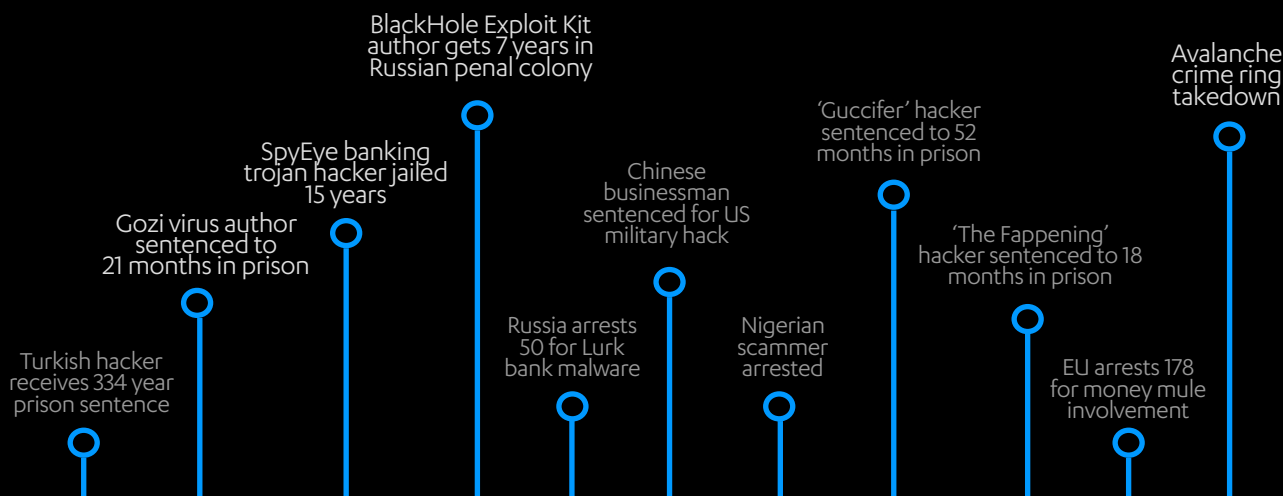 Turkish hacker
receives 334 year
prison sentence
Gozi virus author
sentenced to
21 months in prison
SpyEye banking
trojan hacker jailed
15 years
BlackHole Exploit Kit
author gets 7 years in
Russian penal colony
Russia arrests
50 for Lurk
bank malware
Chinese
businessman
sentenced for US
military hack
Nigerian
scammer
arrested
‘Guccifer’ hacker
sentenced to 52
months in prison
‘The Fappening’
hacker sentenced to 18
months in prison
EU arrests 178
for money mule
involvement
Avalanche
crime ring
takedown